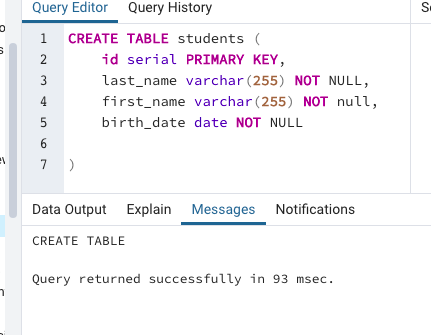 Query Editor Query History
1 CREATE TABLE students (
2 id serial PRIMARY KEY,
3 last_name varchar(255) NOT NULL,
4 first_name varchar(255) NOT null,
5 birth_date date NOT NULL
6
7 )
Data Output Explain Messages Notifications
CREATE TABLE
Query returned successfully in 93 msec.